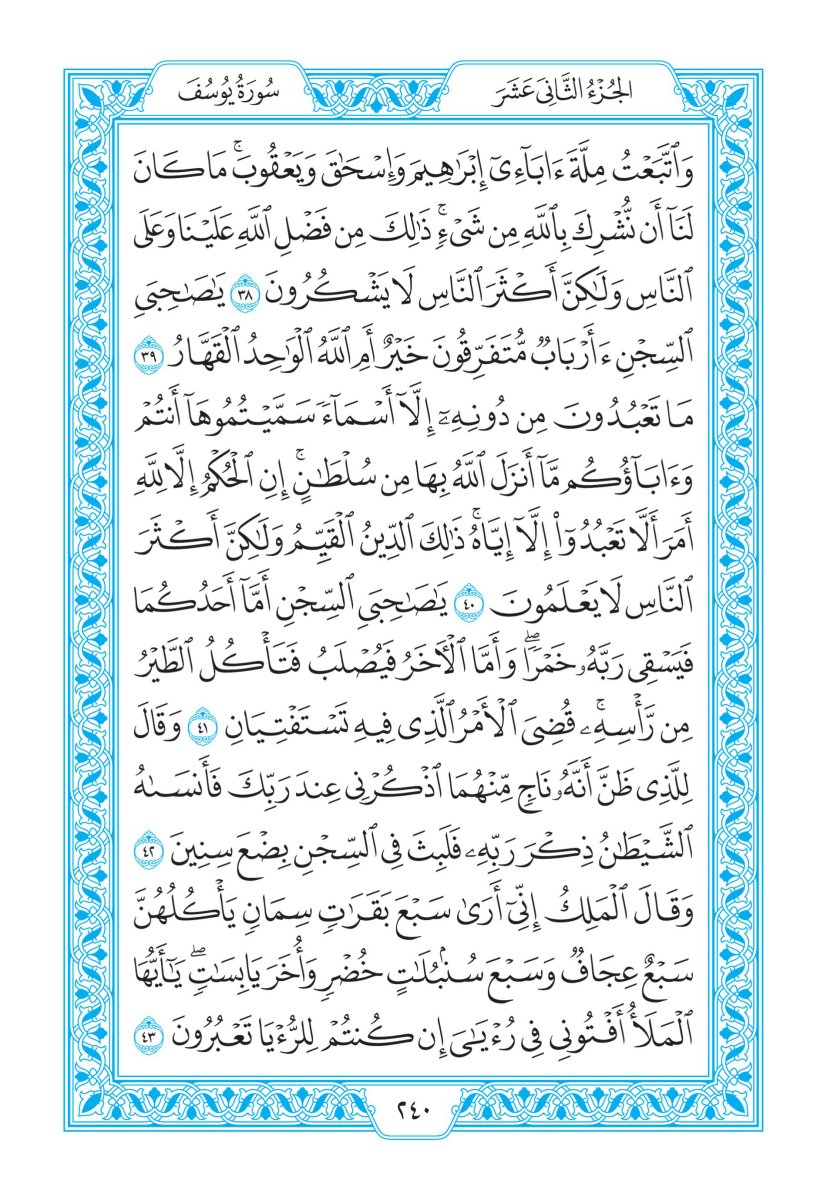 الجُزْءُ الثَّانِيَ عَشَرَ
سُورَةُ يُوسُفَ
وَٱتَّبَعْتُ مِلَّةَ ءَابَآءِىٓ إِبْرَٰهِيمَ وَإِسْحَٰقَ وَيَعْقُوبَۚ مَا كَانَ
لَنَآ أَن نُّشْرِكَ بِٱللَّهِ مِن شَىْءٍۚ ذَٰلِكَ مِن فَضْلِ ٱللَّهِ عَلَيْنَا وَعَلَى
ٱلنَّاسِ وَلَٰكِنَّ أَكْثَرَ ٱلنَّاسِ لَا يَشْكُرُونَ ٣٨ يَٰصَٰحِبَىِ
ٱلسِّجْنِ ءَأَرْبَابٌ مُّتَفَرِّقُونَ خَيْرٌ أَمِ ٱللَّهُ ٱلْوَٰحِدُ ٱلْقَهَّارُ ٣٩
مَا تَعْبُدُونَ مِن دُونِهِۦٓ إِلَّآ أَسْمَآءً سَمَّيْتُمُوهَآ أَنتُمْ
وَءَابَآؤُكُم مَّآ أَنزَلَ ٱللَّهُ بِهَا مِن سُلْطَٰنٍۚ إِنِ ٱلْحُكْمُ إِلَّا لِلَّهِ
أَمَرَ أَلَّا تَعْبُدُوٓا۟ إِلَّآ إِيَّاهُۚ ذَٰلِكَ ٱلدِّينُ ٱلْقَيِّمُ وَلَٰكِنَّ أَكْثَرَ
ٱلنَّاسِ لَا يَعْلَمُونَ ٤٠ يَٰصَٰحِبَىِ ٱلسِّجْنِ أَمَّآ أَحَدُكُمَا
فَيَسْقِى رَبَّهُۥ خَمْرًاۖ وَأَمَّا ٱلْءَاخَرُ فَيُصْلَبُ فَتَأْكُلُ ٱلطَّيْرُ
مِن رَّأْسِهِۦۚ قُضِىَ ٱلْأَمْرُ ٱلَّذِى فِيهِ تَسْتَفْتِيَانِ ٤١ وَقَالَ
لِلَّذِى ظَنَّ أَنَّهُۥ نَاجٍ مِّنْهُمَا ٱذْكُرْنِى عِندَ رَبِّكَ فَأَنسَىٰهُ
ٱلشَّيْطَٰنُ ذِكْرَ رَبِّهِۦ فَلَبِثَ فِى ٱلسِّجْنِ بِضْعَ سِنِينَ ٤٢
وَقَالَ ٱلْمَلِكُ إِنِّىٓ أَرَىٰ سَبْعَ بَقَرَٰتٍ سِمَانٍ يَأْكُلُهُنَّ
سَبْعٌ عِجَافٌ وَسَبْعَ سُنۢبُلَٰتٍ خُضْرٍ وَأُخَرَ يَابِسَٰتٍۖ يَٰٓأَيُّهَا
ٱلْمَلَأُ أَفْتُونِى فِى رُءْيَٰىَ إِن كُنتُمْ لِلرُّءْيَا تَعْبُرُونَ ٤٣
٢٤٠